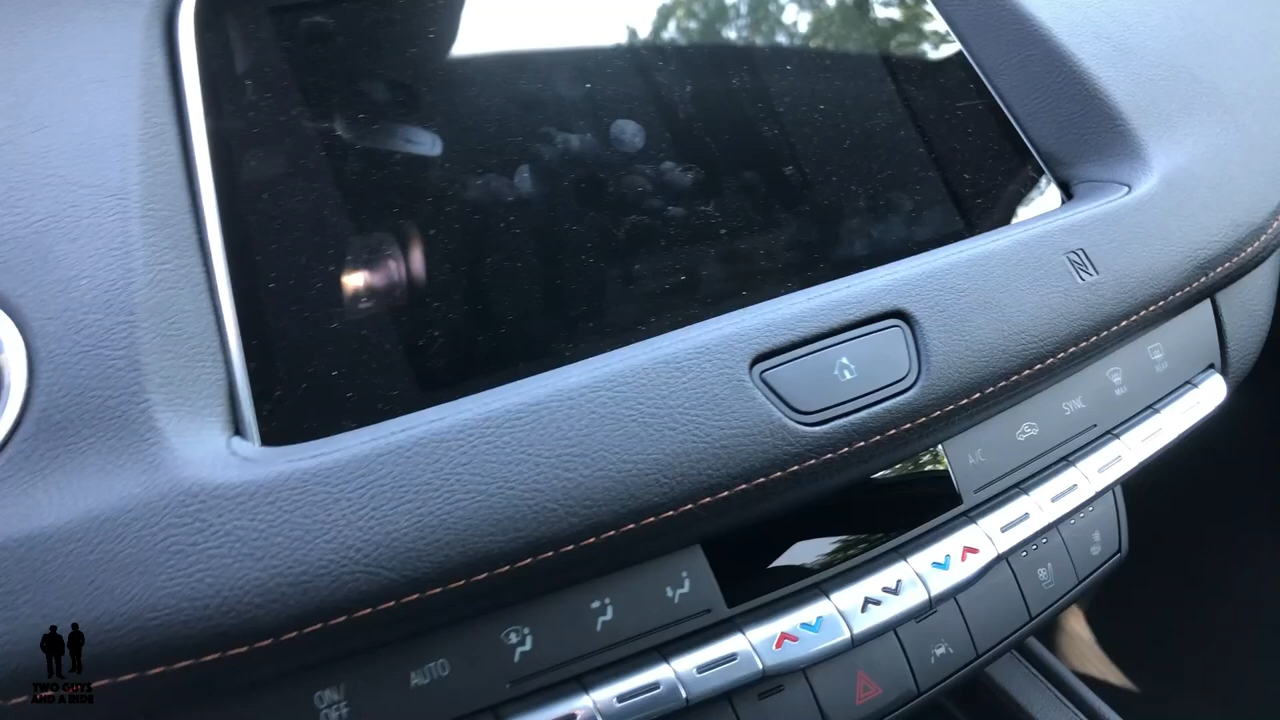 A/C
SYNC
MAX
REAR
ON/
OFF
AUTO
TWO GUYS
AND A RIDE